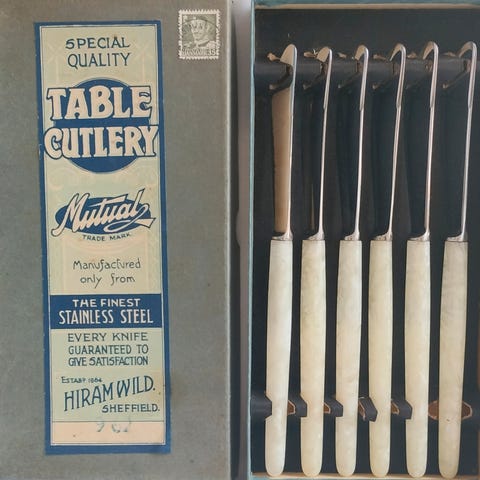 SPECIAL
QUALITY
TABLE
CUTLERY
Mutual
TRADE MARK
Manufactured
only from
THE FINEST
STAINLESS STEEL
EVERY KNIFE
GUARANTEED TO
GIVE SATISFACTION
ESTABD 1864
HIRAM WILD.
SHEFFIELD.